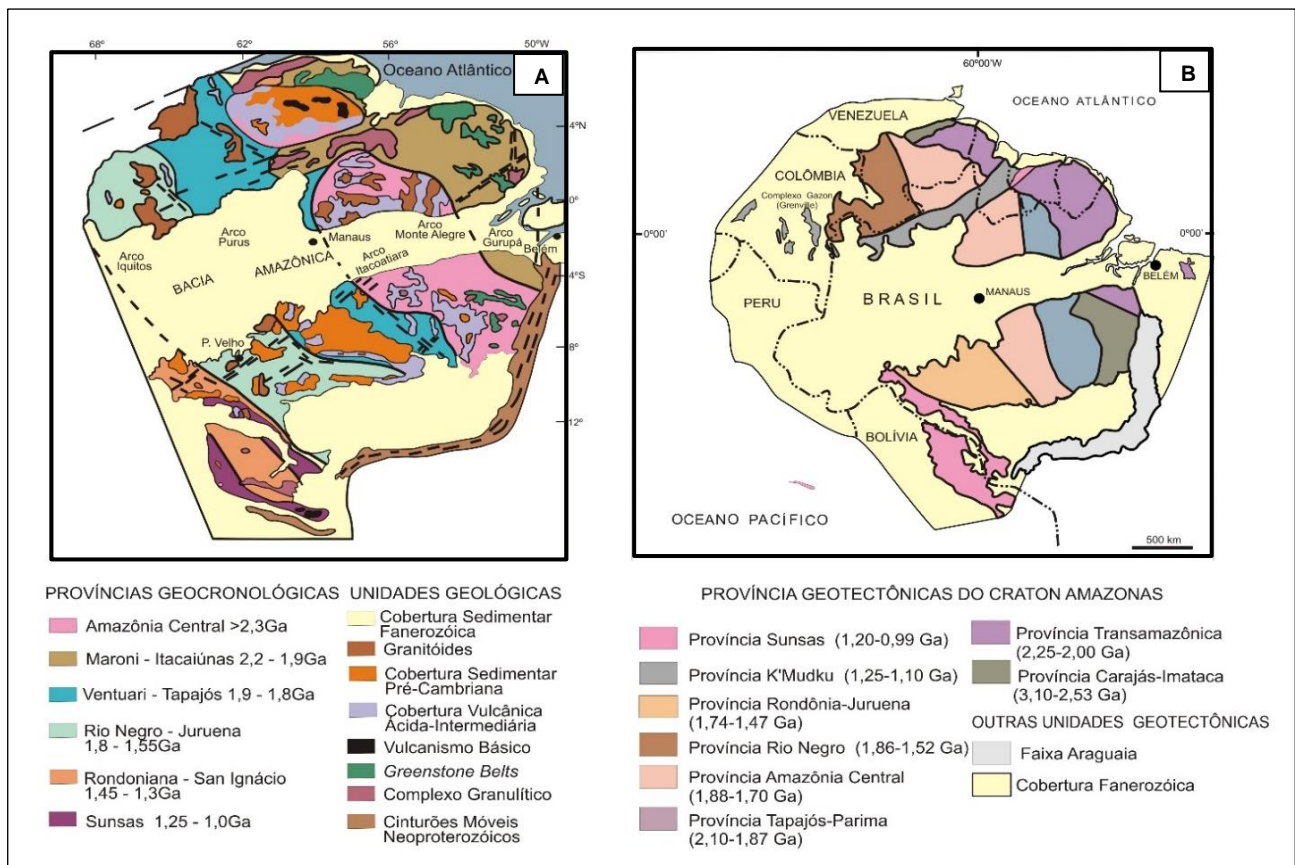 68°
62°
56°
50°W
A
Oceano Atlântico
4°N
0°
4°S
8°
12°
Arco
Purus
Manaus
Arco
Monte Alegre
Arco
Gurupá
Belém
Arco
Iquitos
BACIA
AMAZÔNICA
Arco
Itacoatiara
P. Velho
PROVÍNCIAS GEOCRONOLÓGICAS
Amazônia Central >2,3Ga
Maroni - Itacaiúnas 2,2 - 1,9Ga
Ventuari - Tapajós 1,9 - 1,8Ga
Rio Negro - Juruena
1,8 - 1,55Ga
Rondoniana - San Ignácio
1,45 - 1,3Ga
Sunsas 1,25 - 1,0Ga
UNIDADES GEOLÓGICAS
Cobertura Sedimentar
Fanerozóica
Granitóides
Cobertura Sedimentar
Pré-Cambriana
Cobertura Vulcânica
Ácida-Intermediária
Vulcanismo Básico
Greenstone Belts
Complexo Granulítico
Cinturões Móveis
Neoproterozóicos
60°00'W
B
OCEANO ATLÂNTICO
VENEZUELA
COLÔMBIA
Complexo Gazon
(Grenville)
0°00'
0°00'
BELÉM
MANAUS
PERU
BRASIL
BOLÍVIA
OCEANO PACÍFICO
500 km
PROVÍNCIA GEOTECTÔNICAS DO CRATON AMAZONAS
Província Sunsas (1,20-0,99 Ga)
Província K'Mudku (1,25-1,10 Ga)
Província Rondônia-Juruena
(1,74-1,47 Ga)
Província Rio Negro (1,86-1,52 Ga)
Província Amazônia Central
(1,88-1,70 Ga)
Província Tapajós-Parima
(2,10-1,87 Ga)
Província Transamazônica
(2,25-2,00 Ga)
Província Carajás-Imataca
(3,10-2,53 Ga)
OUTRAS UNIDADES GEOTECTÔNICAS
Faixa Araguaia
Cobertura Fanerozóica